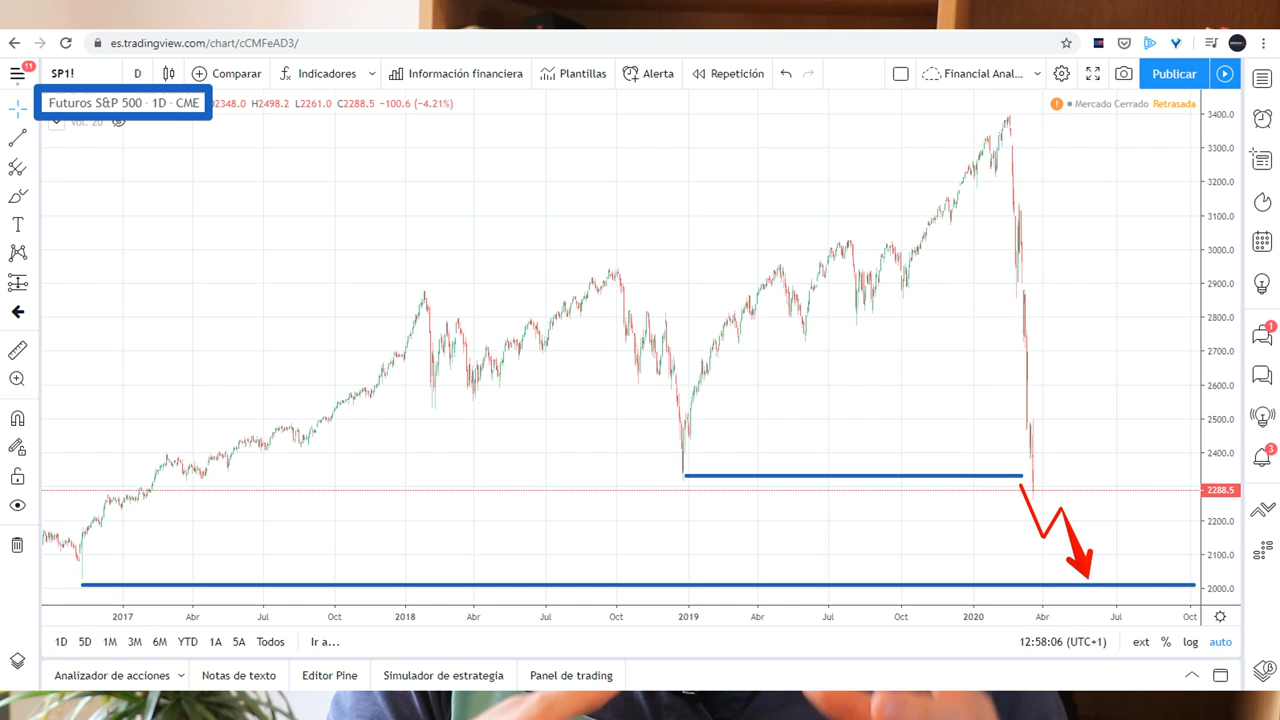 es.tradingview.com/chart/cCMFeAD3/
11
SP1!
D
Comparar
Indicadores
Información financiera
Plantillas
Alerta
Repetición
Financial Anal...
Publicar
Futuros S&P 500 · 1D · CME
O2348.0 H2498.2 L2261.0 C2288.5 −100.6 (−4.21%)
Mercado Cerrado Retrasada
Vol. 20
3400.0
3300.0
3200.0
3100.0
3000.0
2900.0
2800.0
2700.0
2600.0
2500.0
2400.0
2288.5
2200.0
2100.0
2000.0
1
3
2017 Abr Jul Oct 2018 Abr Jul Oct 2019 Abr Jul Oct 2020 Abr Jul Oct
1D 5D 1M 3M 6M YTD 1A 5A Todos Ir a...
12:58:06 (UTC+1) ext % log auto
Analizador de acciones Notas de texto Editor Pine Simulador de estrategia Panel de trading